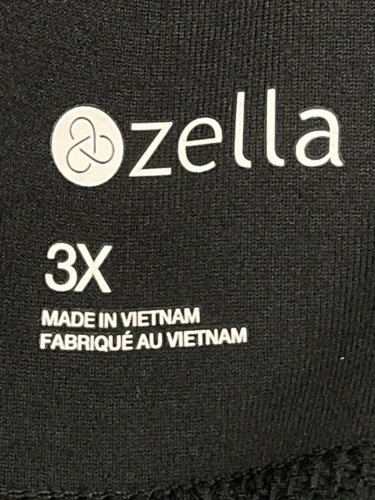 zella
3X
MADE IN VIETNAM
FABRIQUÉ AU VIETNAM